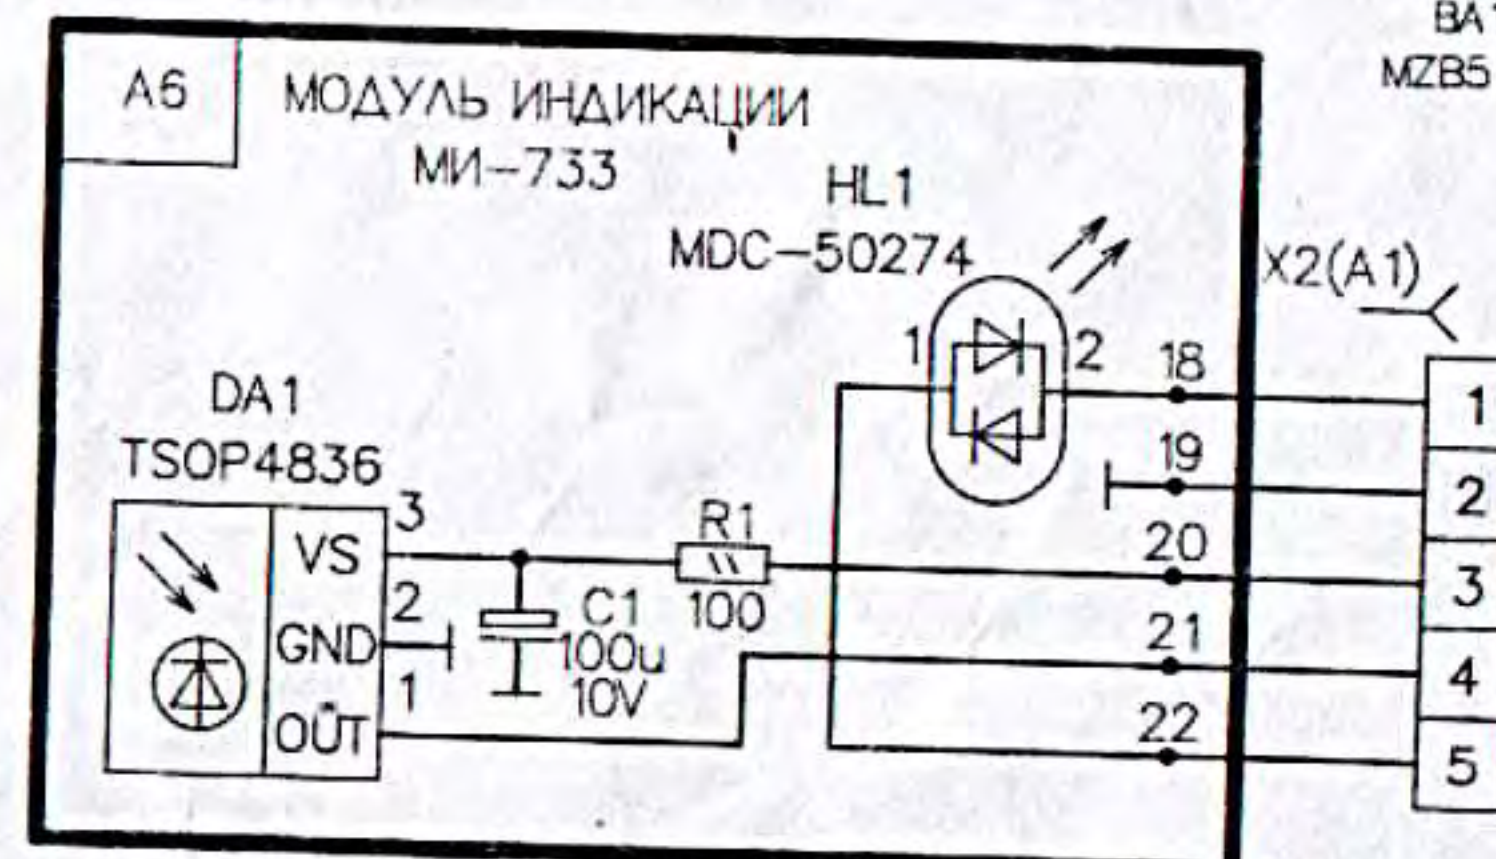 BA1
MZB5
A6
МОДУЛЬ ИНДИКАЦИИ
МИ-733
HL1
MDC-50274
X2(A1)
1
2
18
1
DA1
TSOP4836
19
2
3
VS
R1
20
3
2
GND
C1
100
100u
10V
21
4
1
OUT
22
5